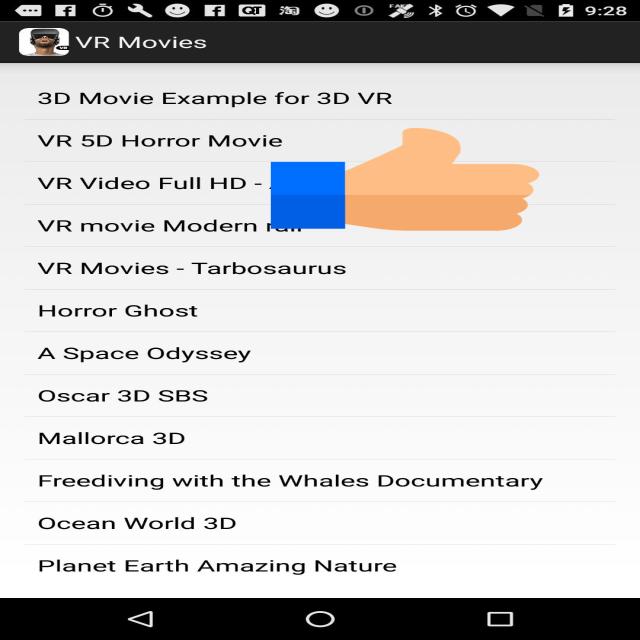 9:28
VR Movies
3D Movie Example for 3D VR
VR 5D Horror Movie
VR Video Full HD -
VR movie Modern
VR Movies - Tarbosaurus
Horror Ghost
A Space Odyssey
Oscar 3D SBS
Mallorca 3D
Freediving with the Whales Documentary
Ocean World 3D
Planet Earth Amazing Nature